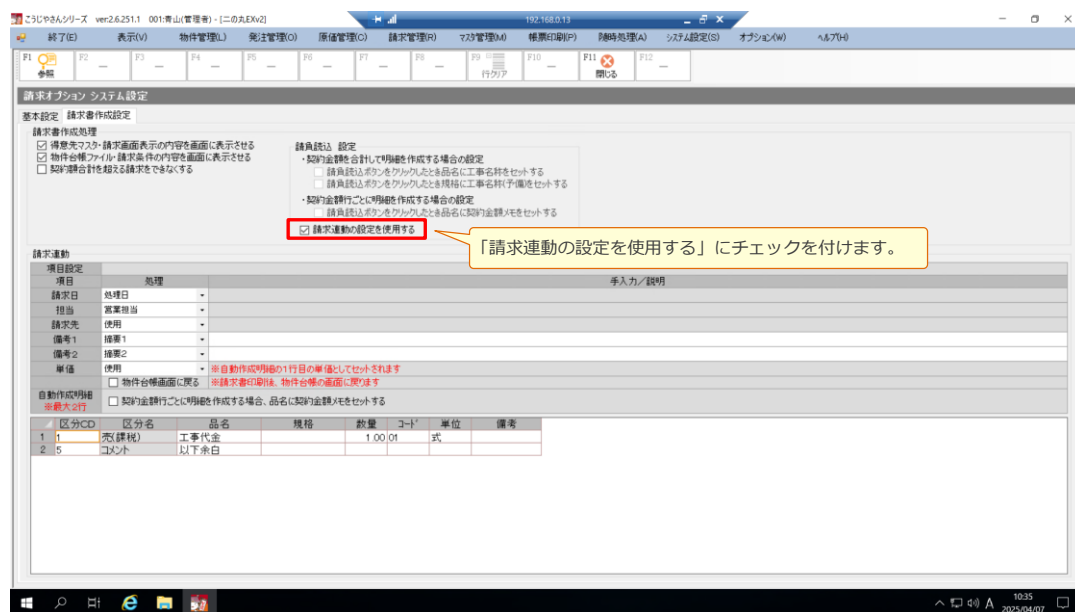 こうじやさんシリーズ ver:2.6.251.1 001:青山(管理者) - [二の丸EXv2]
192.168.0.13
終了(E) 表示(V) 物件管理(L) 発注管理(O) 原価管理(C) 請求管理(R) マスタ管理(M) 帳票印刷(P) 随時処理(A) システム設定(S) オプション(W) ヘルプ(H)
F1 F2 F3 F4 F5 F6 F7 F8 F9 F10 F11 F12
参照 行クリア 閉じる
請求オプション システム設定
基本設定 請求書作成設定
請求書作成処理
得意先マスタ・請求画面表示の内容を画面に表示させる
物件台帳ファイル・請求条件の内容を画面に表示させる
契約額合計を超える請求をできなくする
請負読込 設定
・契約金額を合計して明細を作成する場合の設定
請負読込ボタンをクリックしたとき品名に工事名称をセットする
請負読込ボタンをクリックしたとき規格に工事名称(予備)をセットする
・契約金額行ごとに明細を作成する場合の設定
請負読込ボタンをクリックしたとき品名に契約金額メモをセットする
請求連動の設定を使用する
「請求連動の設定を使用する」にチェックを付けます。
請求連動
項目設定
項目 処理 手入力/説明
請求日 処理日
担当 営業担当
請求先 使用
備考1 摘要1
備考2 摘要2
単価 使用 ※自動作成明細の1行目の単価としてセットされます
物件台帳画面に戻る ※請求書印刷後、物件台帳の画面に戻ります
自動作成明細
※最大2行
契約金額行ごとに明細を作成する場合、品名に契約金額メモをセットする
区分CD 区分名 品名 規格 数量 コード 単位 備考
1 1 売(課税) 工事代金 1.00 01 式
2 5 コメント 以下余白
A
10:35
2025/04/07